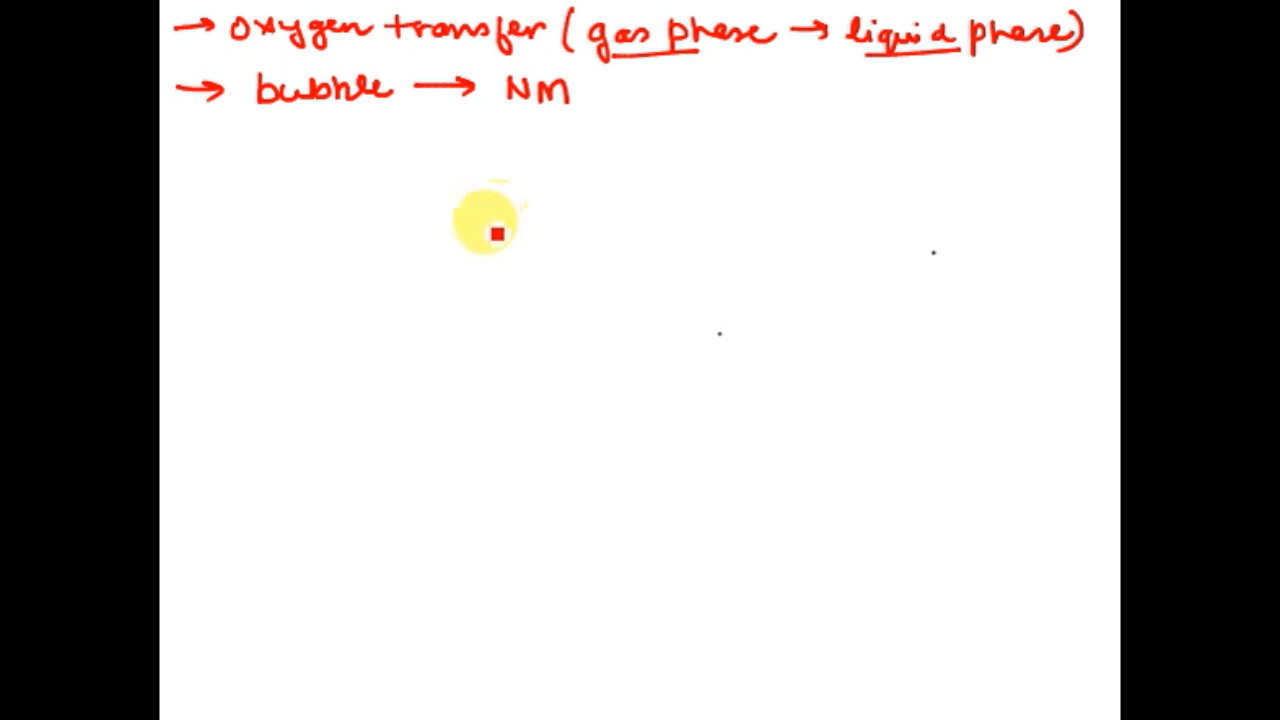 → oxygen transfer (gas phase → liquid phase)
→ bubble → NM